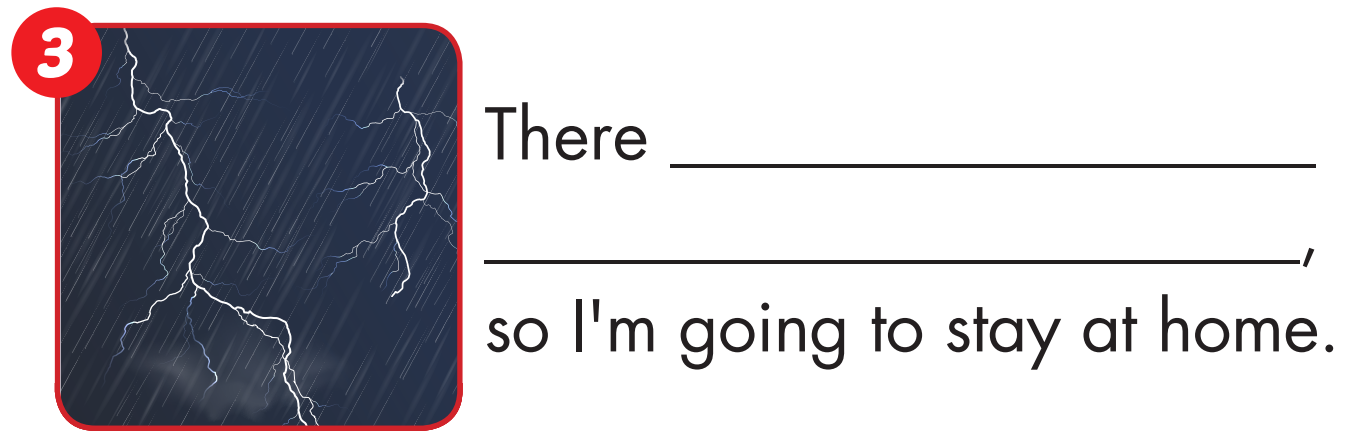 3
There
,
so I'm going to stay at home.